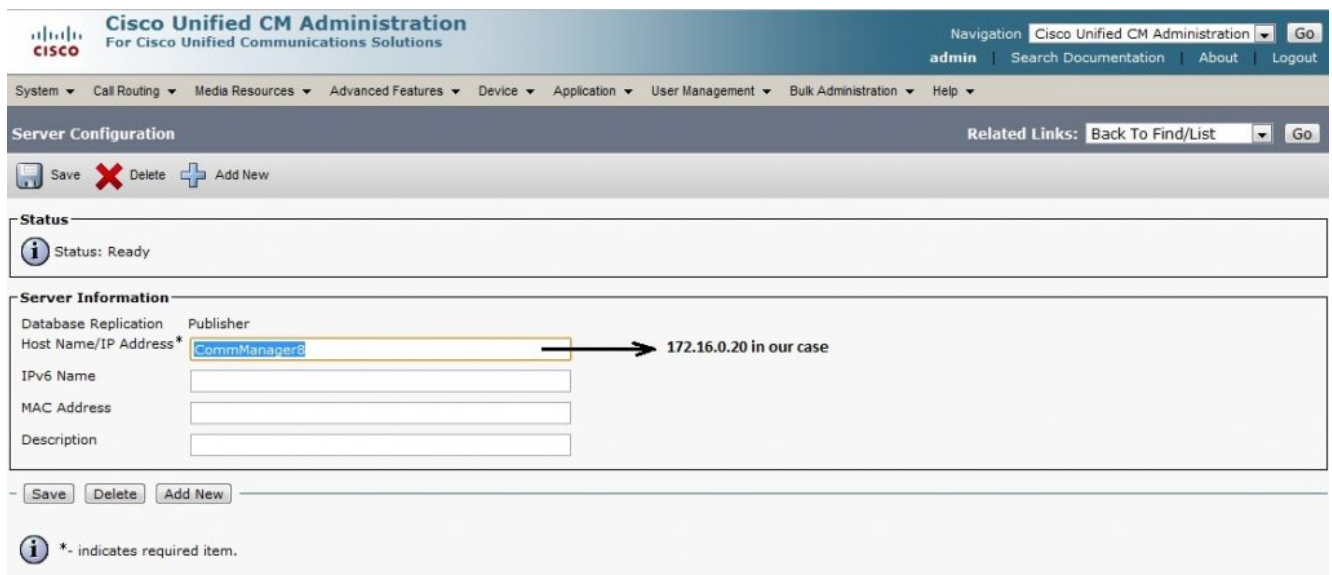 Cisco Unified CM Administration
For Cisco Unified Communications Solutions
CISCO
Navigation Cisco Unified CM Administration Go
admin | Search Documentation | About | Logout
System Call Routing Media Resources Advanced Features Device Application User Management Bulk Administration Help
Server Configuration
Related Links: Back To Find/List Go
Save Delete Add New
Status
Status: Ready
Server Information
Database Replication Publisher
Host Name/IP Address* CommManager8 172.16.0.20 in our case
IPv6 Name
MAC Address
Description
Save Delete Add New
*- indicates required item.